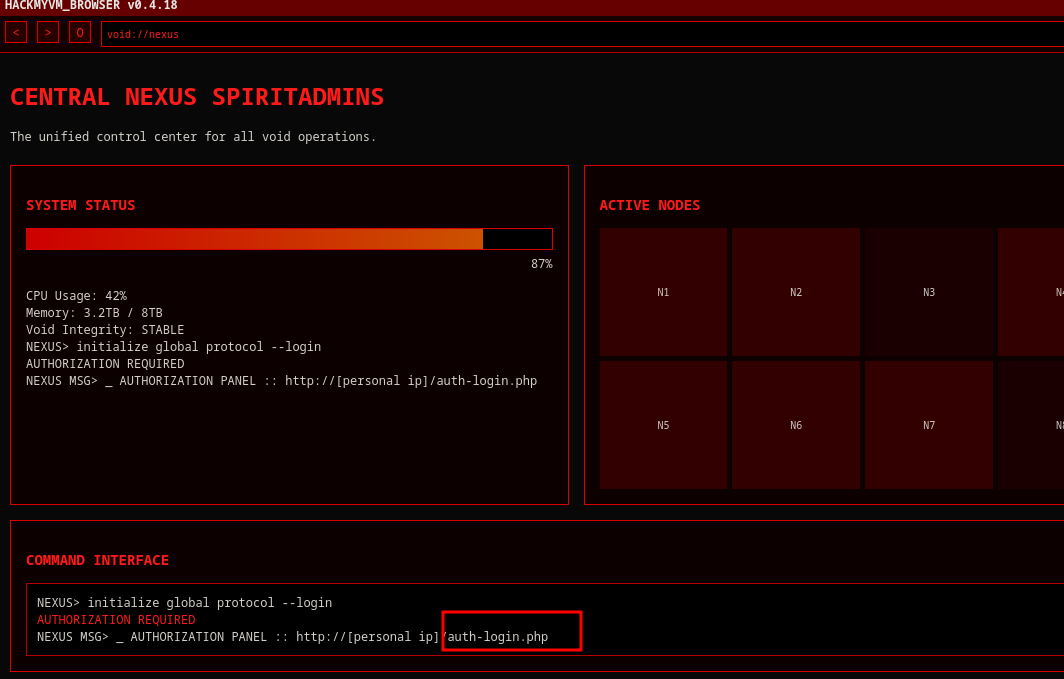 HACKMYVM_BROWSER v0.4.18
< > O void://nexus
CENTRAL NEXUS SPIRITADMINS
The unified control center for all void operations.
SYSTEM STATUS
87%
CPU Usage: 42%
Memory: 3.2TB / 8TB
Void Integrity: STABLE
NEXUS> initialize global protocol --login
AUTHORIZATION REQUIRED
NEXUS MSG> _ AUTHORIZATION PANEL :: http://[personal ip]/auth-login.php
ACTIVE NODES
N1 N2 N3
N5 N6 N7
COMMAND INTERFACE
NEXUS> initialize global protocol --login
AUTHORIZATION REQUIRED
NEXUS MSG> _ AUTHORIZATION PANEL :: http://[personal ip]/auth-login.php